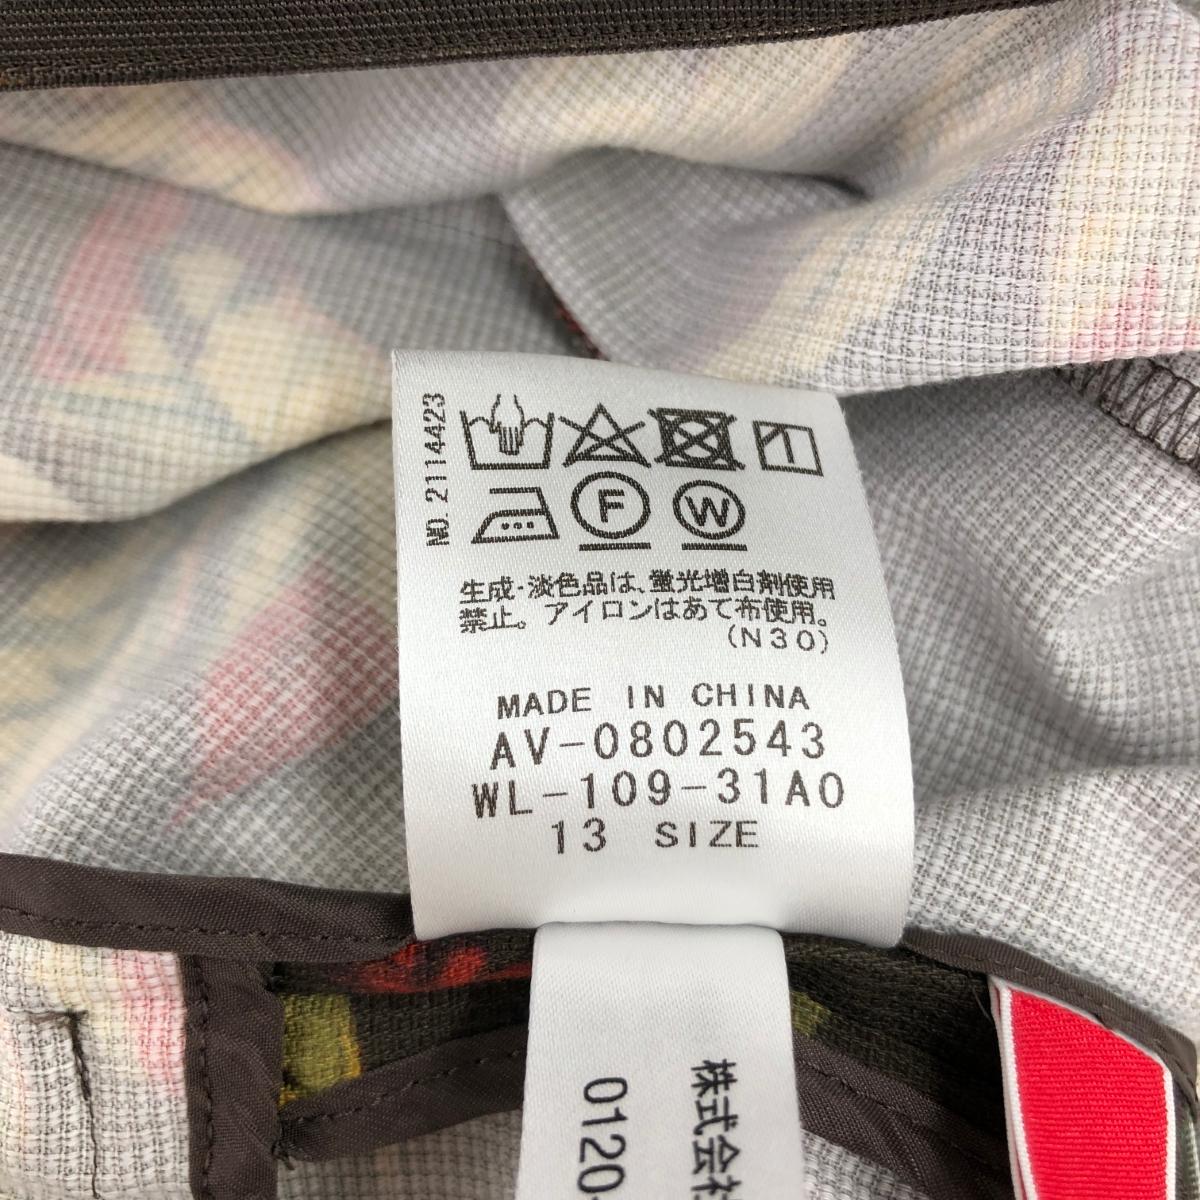 NO. 2114423
F W
生成・淡色品は、蛍光増白剤使用
禁止。アイロンはあて布使用。
(N30)
MADE IN CHINA
AV-0802543
WL-109-31A0
13 SIZE
株式会社
0120-